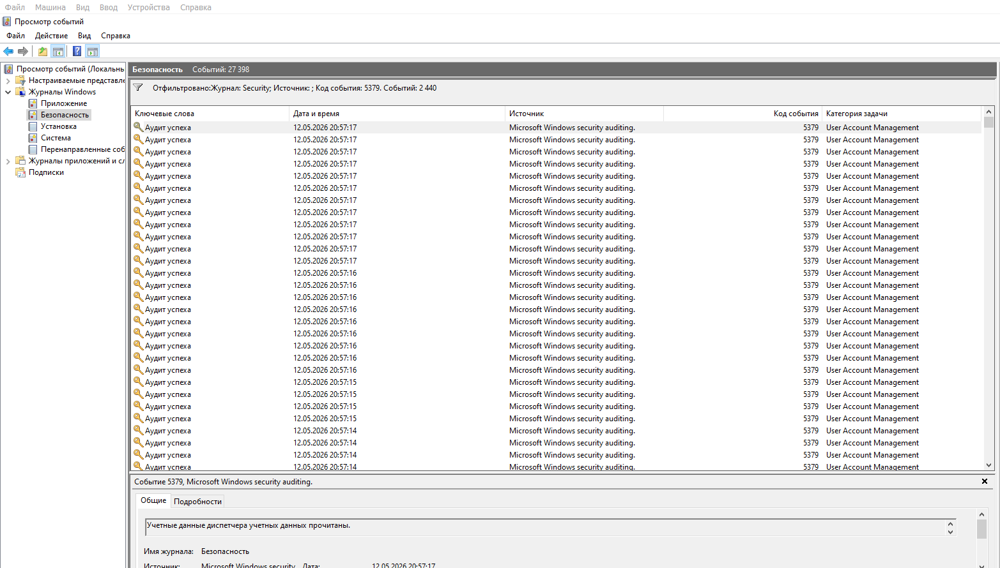 Файл Машина Вид Ввод Устройства Справка
Просмотр событий
Файл Действие Вид Справка
Просмотр событий (Локальнь
Настраиваемые представле
Журналы Windows
Приложение
Безопасность
Установка
Система
Перенаправленные соб
Журналы приложений и сл
Подписки
Безопасность Событий: 27 398
Отфильтровано:Журнал: Security; Источник: ; Код события: 5379. Событий: 2 440
Ключевые слова Дата и время Источник Код события Категория задачи
Аудит успеха 12.05.2026 20:57:17 Microsoft Windows security auditing. 5379 User Account Management
Аудит успеха 12.05.2026 20:57:17 Microsoft Windows security auditing. 5379 User Account Management
Аудит успеха 12.05.2026 20:57:17 Microsoft Windows security auditing. 5379 User Account Management
Аудит успеха 12.05.2026 20:57:17 Microsoft Windows security auditing. 5379 User Account Management
Аудит успеха 12.05.2026 20:57:17 Microsoft Windows security auditing. 5379 User Account Management
Аудит успеха 12.05.2026 20:57:17 Microsoft Windows security auditing. 5379 User Account Management
Аудит успеха 12.05.2026 20:57:17 Microsoft Windows security auditing. 5379 User Account Management
Аудит успеха 12.05.2026 20:57:17 Microsoft Windows security auditing. 5379 User Account Management
Аудит успеха 12.05.2026 20:57:17 Microsoft Windows security auditing. 5379 User Account Management
Аудит успеха 12.05.2026 20:57:17 Microsoft Windows security auditing. 5379 User Account Management
Аудит успеха 12.05.2026 20:57:17 Microsoft Windows security auditing. 5379 User Account Management
Аудит успеха 12.05.2026 20:57:17 Microsoft Windows security auditing. 5379 User Account Management
Аудит успеха 12.05.2026 20:57:16 Microsoft Windows security auditing. 5379 User Account Management
Аудит успеха 12.05.2026 20:57:16 Microsoft Windows security auditing. 5379 User Account Management
Аудит успеха 12.05.2026 20:57:16 Microsoft Windows security auditing. 5379 User Account Management
Аудит успеха 12.05.2026 20:57:16 Microsoft Windows security auditing. 5379 User Account Management
Аудит успеха 12.05.2026 20:57:16 Microsoft Windows security auditing. 5379 User Account Management
Аудит успеха 12.05.2026 20:57:16 Microsoft Windows security auditing. 5379 User Account Management
Аудит успеха 12.05.2026 20:57:16 Microsoft Windows security auditing. 5379 User Account Management
Аудит успеха 12.05.2026 20:57:16 Microsoft Windows security auditing. 5379 User Account Management
Аудит успеха 12.05.2026 20:57:16 Microsoft Windows security auditing. 5379 User Account Management
Аудит успеха 12.05.2026 20:57:15 Microsoft Windows security auditing. 5379 User Account Management
Аудит успеха 12.05.2026 20:57:15 Microsoft Windows security auditing. 5379 User Account Management
Аудит успеха 12.05.2026 20:57:15 Microsoft Windows security auditing. 5379 User Account Management
Аудит успеха 12.05.2026 20:57:15 Microsoft Windows security auditing. 5379 User Account Management
Аудит успеха 12.05.2026 20:57:14 Microsoft Windows security auditing. 5379 User Account Management
Аудит успеха 12.05.2026 20:57:14 Microsoft Windows security auditing. 5379 User Account Management
Аудит успеха 12.05.2026 20:57:14 Microsoft Windows security auditing. 5379 User Account Management
Аудит успеха 12.05.2026 20:57:14 Microsoft Windows security auditing. 5379 User Account Management
Событие 5379, Microsoft Windows security auditing.
Общие Подробности
Учетные данные диспетчера учетных данных прочитаны.
Имя журнала: Безопасность
Источник: Microsoft Windows security Дата: 12.05.2026 20:57:17